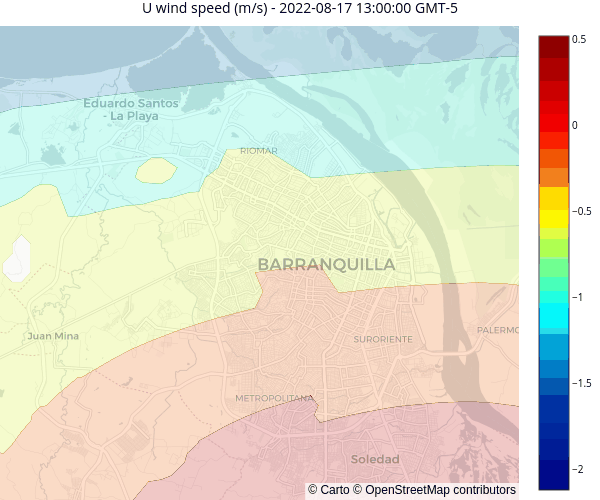 U wind speed (m/s) - 2022-08-17 13:00:00 GMT-5
0.5
Eduardo Santos
- La Playa
0
RIOMAR
−0.5
BARRANQUILLA
−1
Juan Mina
SURORIENTE
PALERMO
−1.5
METROPOLITANA
Soledad
−2
© Carto © OpenStreetMap contributors